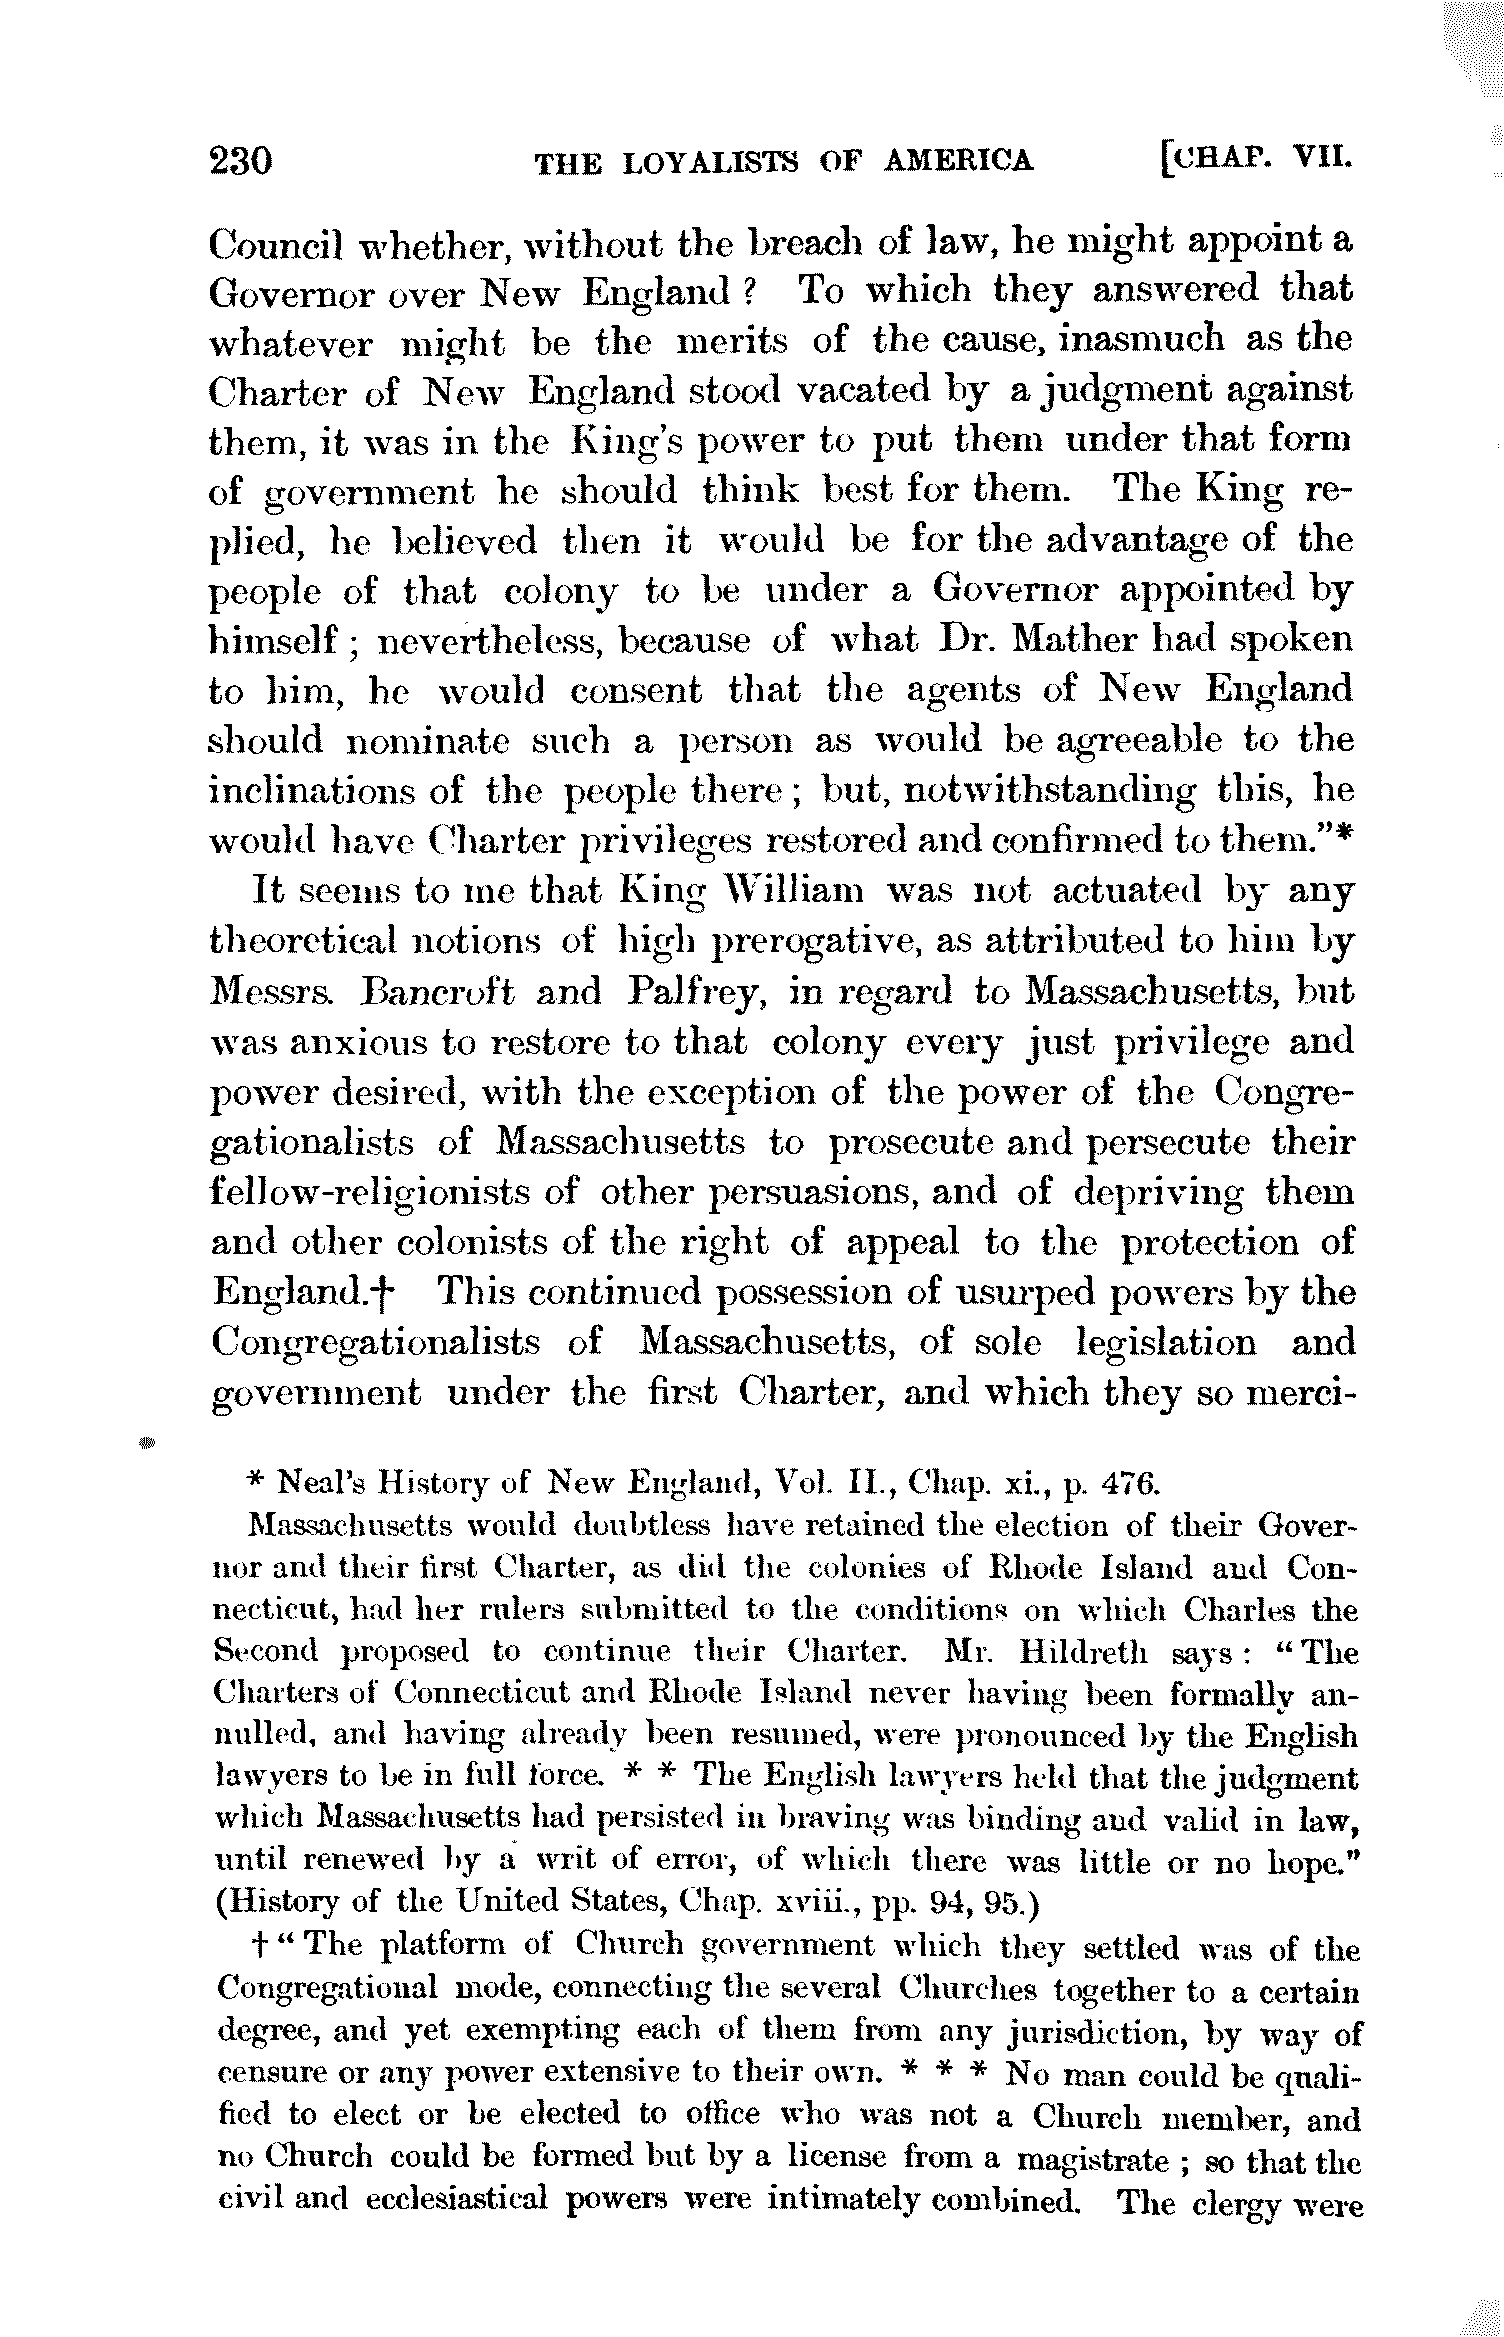 230 THE LOYALISTS OF AMERICA [CHAP. VII.
Council whether, without the breach of law, he might appoint a
Governor over New England ? To which they answered that
whatever might be the merits of the cause, inasmuch as the
Charter of New England stood vacated by a judgment against
them, it was in the King's power to put them under that form
of government he should think best for them. The King re-
plied, he believed then it would be for the advantage of the
people of that colony to be under a Governor appointed by
himself ; nevertheless, because of what Dr. Mather had spoken
to him, he would consent that the agents of New England
should nominate such a person as would be agreeable to the
inclinations of the people there ; but, notwithstanding this, he
would have Charter privileges restored and confirmed to them."*
It seems to me that King William was not actuated by any
theoretical notions of high prerogative, as attributed to him by
Messrs. Bancroft and Palfrey, in regard to Massachusetts, but
was anxious to restore to that colony every just privilege and
power desired, with the exception of the power of the Congre-
gationalists of Massachusetts to prosecute and persecute their
fellow-religionists of other persuasions, and of depriving them
and other colonists of the right of appeal to the protection of
England.† This continued possession of usurped powers by the
Congregationalists of Massachusetts, of sole legislation and
government under the first Charter, and which they so merci-
* Neal's History of New England, Vol. II., Chap. xi., p. 476.
Massachusetts would doubtless have retained the election of their Gover-
nor and their first Charter, as did the colonies of Rhode Island and Con-
necticut, had her rulers submitted to the conditions on which Charles the
Second proposed to continue their Charter. Mr. Hildreth says : "The
Charters of Connecticut and Rhode Island never having been formally an-
nulled, and having already been resumed, were pronounced by the English
lawyers to be in full force. * * The English lawyers held that the judgment
which Massachusetts had persisted in braving was binding and valid in law,
until renewed by a writ of error, of which there was little or no hope."
(History of the United States, Chap. xviii., pp. 94, 95.)
† "The platform of Church government which they settled was of the
Congregational mode, connecting the several Churches together to a certain
degree, and yet exempting each of them from any jurisdiction, by way of
censure or any power extensive to their own. * * * No man could be quali-
fied to elect or be elected to office who was not a Church member, and
no Church could be formed but by a license from a magistrate ; so that the
civil and ecclesiastical powers were intimately combined. The clergy were